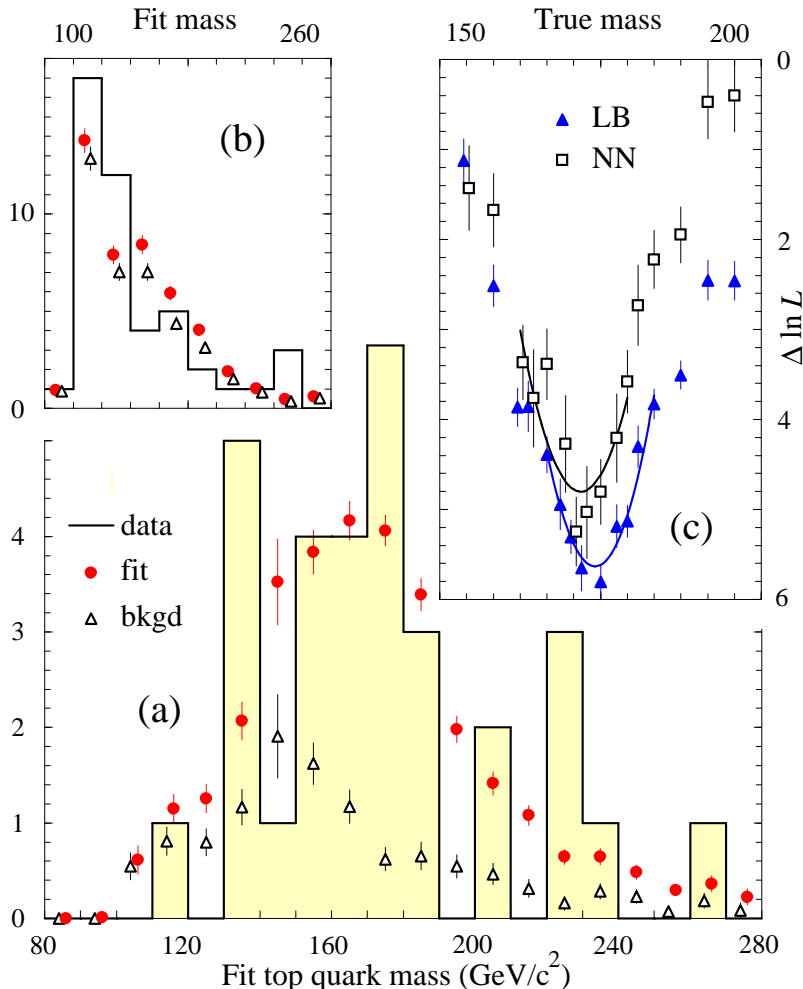 Fit mass True mass
100 260 150 200
0
(b)
LB
NN
10
2
Δ ln L
0
4
data
4
fit
(c)
bkgd
3
6
(a)
2
1
0
80 120 160 200 240 280
Fit top quark mass (GeV/c²)